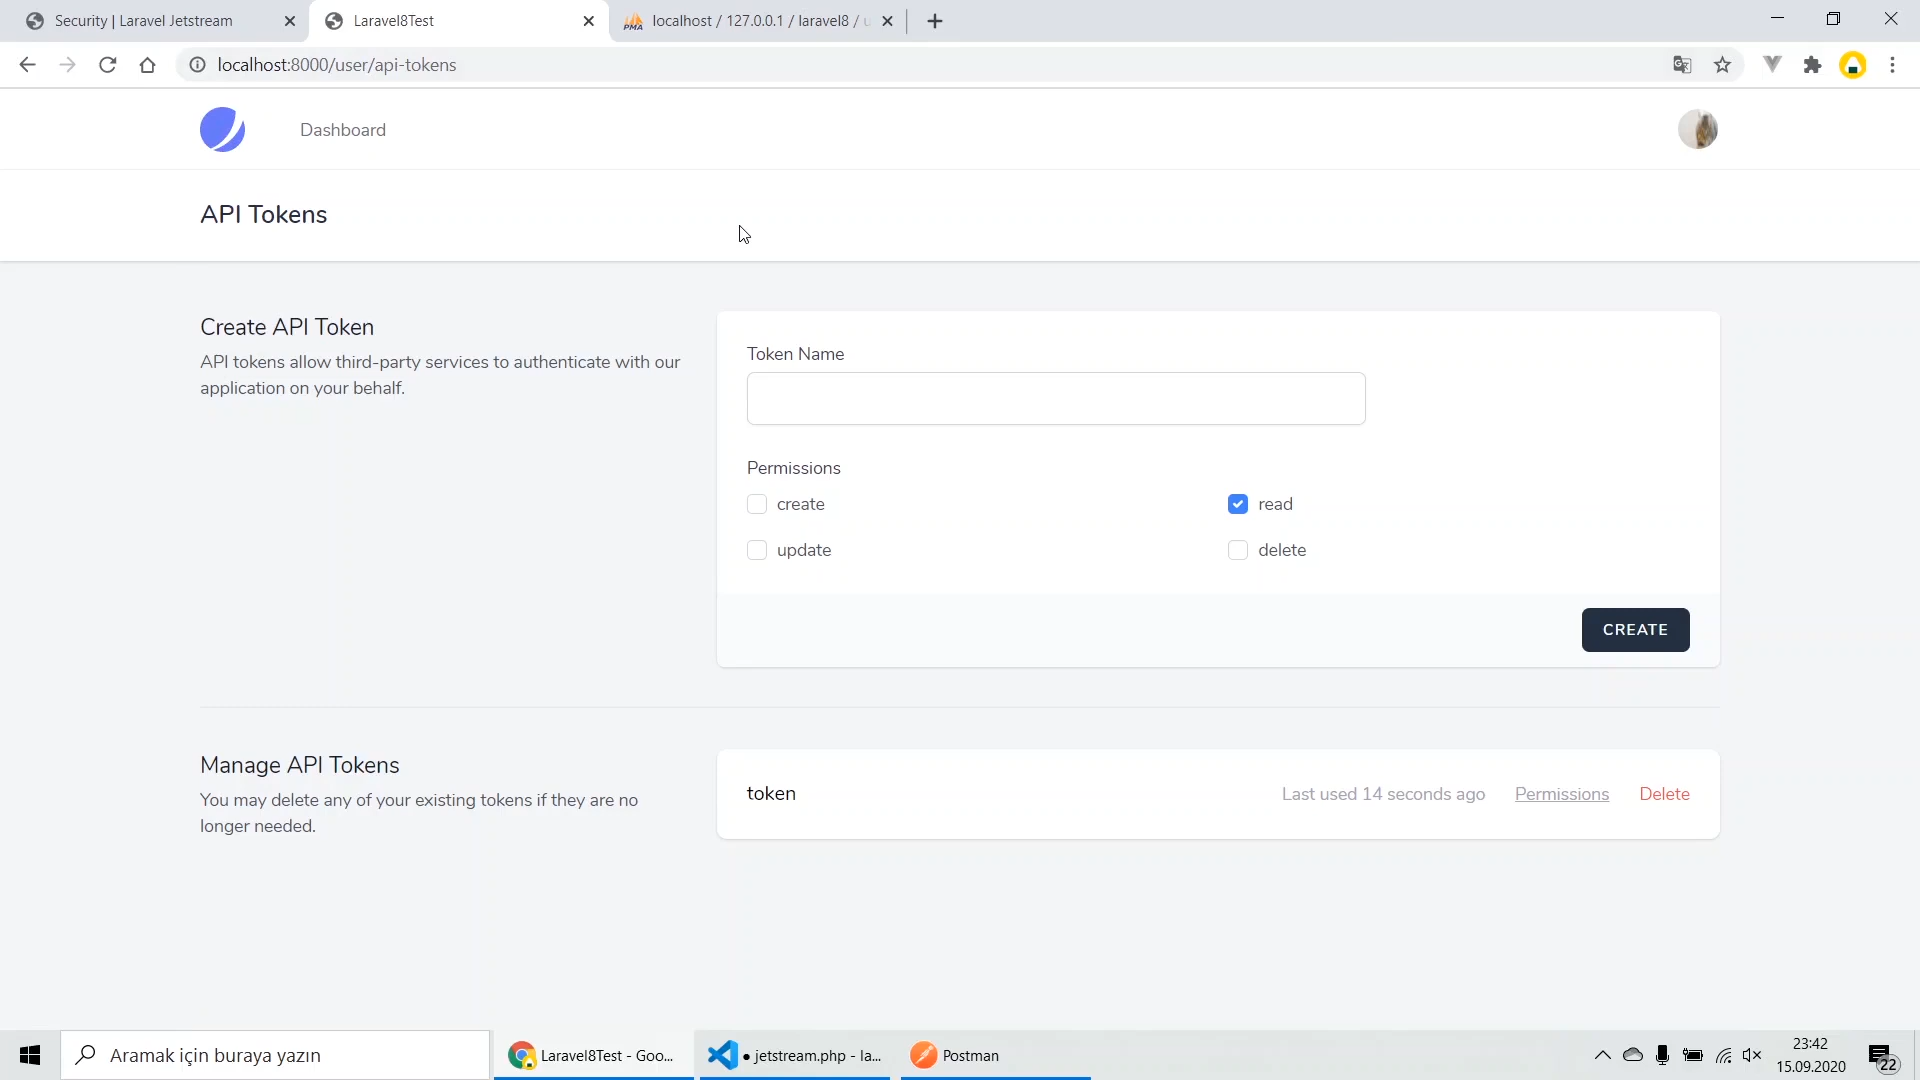 Security | Laravel Jetstream
Laravel8Test
localhost / 127.0.0.1 / laravel8 /
localhost:8000/user/api-tokens
Dashboard
API Tokens
Create API Token
API tokens allow third-party services to authenticate with our
application on your behalf.
Token Name
Permissions
create
read
update
delete
CREATE
Manage API Tokens
You may delete any of your existing tokens if they are no
longer needed.
token
Last used 14 seconds ago
Permissions
Delete
Aramak için buraya yazın
Laravel8Test - Goo...
● jetstream.php - la...
Postman
23:42
15.09.2020
22
PMA